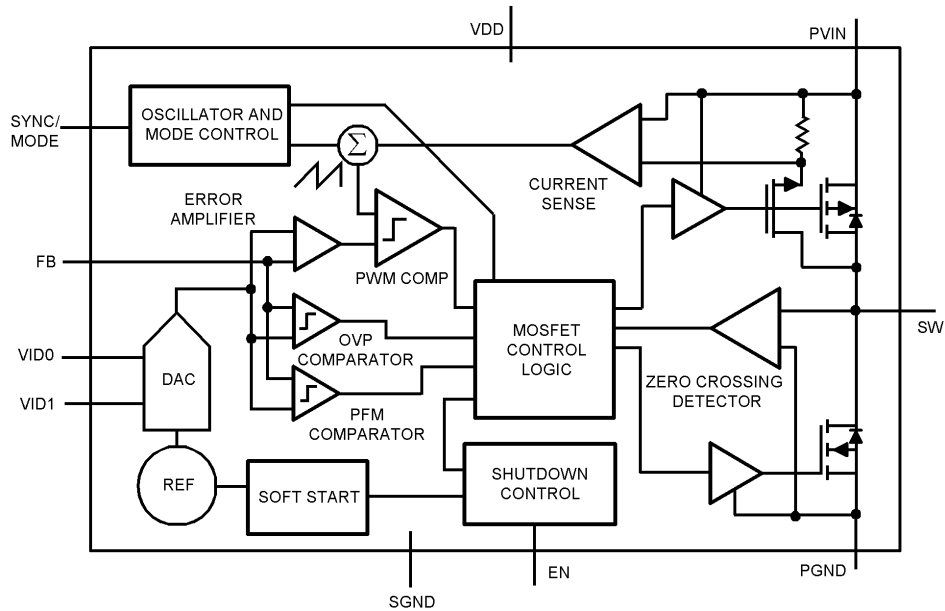 VDD
PVIN
SYNC/
MODE
OSCILLATOR AND
MODE CONTROL
Σ
CURRENT
SENSE
ERROR
AMPLIFIER
FB
PWM COMP
MOSFET
CONTROL
LOGIC
SW
OVP
COMPARATOR
VID0
DAC
VID1
ZERO CROSSING
DETECTOR
PFM
COMPARATOR
REF
SOFT START
SHUTDOWN
CONTROL
SGND
EN
PGND